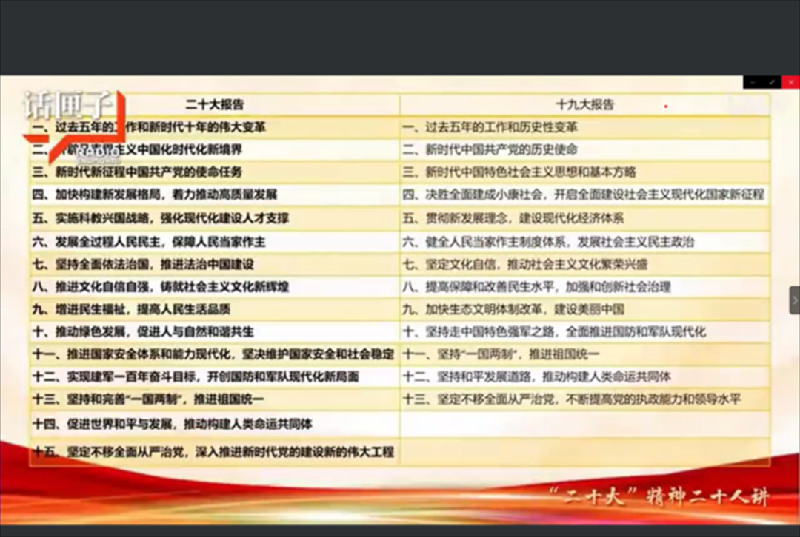 话匣子
二十大报告 十九大报告
一、过去五年的工作和新时代十年的伟大变革 一、过去五年的工作和历史性变革
二、开辟马克思主义中国化时代化新境界 二、新时代中国共产党的历史使命
三、新时代新征程中国共产党的使命任务 三、新时代中国特色社会主义思想和基本方略
四、加快构建新发展格局，着力推动高质量发展 四、决胜全面建成小康社会，开启全面建设社会主义现代化国家新征程
五、实施科教兴国战略，强化现代化建设人才支撑 五、贯彻新发展理念，建设现代化经济体系
六、发展全过程人民民主，保障人民当家作主 六、健全人民当家作主制度体系，发展社会主义民主政治
七、坚持全面依法治国，推进法治中国建设 七、坚定文化自信，推动社会主义文化繁荣兴盛
八、推进文化自信自强，铸就社会主义文化新辉煌 八、提高保障和改善民生水平，加强和创新社会治理
九、增进民生福祉，提高人民生活品质 九、加快生态文明体制改革，建设美丽中国
十、推动绿色发展，促进人与自然和谐共生 十、坚持走中国特色强军之路，全面推进国防和军队现代化
十一、推进国家安全体系和能力现代化，坚决维护国家安全和社会稳定 十一、坚持“一国两制”，推进祖国统一
十二、实现建军一百年奋斗目标，开创国防和军队现代化新局面 十二、坚持和平发展道路，推动构建人类命运共同体
十三、坚持和完善“一国两制”，推进祖国统一 十三、坚定不移全面从严治党，不断提高党的执政能力和领导水平
十四、促进世界和平与发展，推动构建人类命运共同体
十五、坚定不移全面从严治党，深入推进新时代党的建设新的伟大工程
“二十大”精神二十人讲